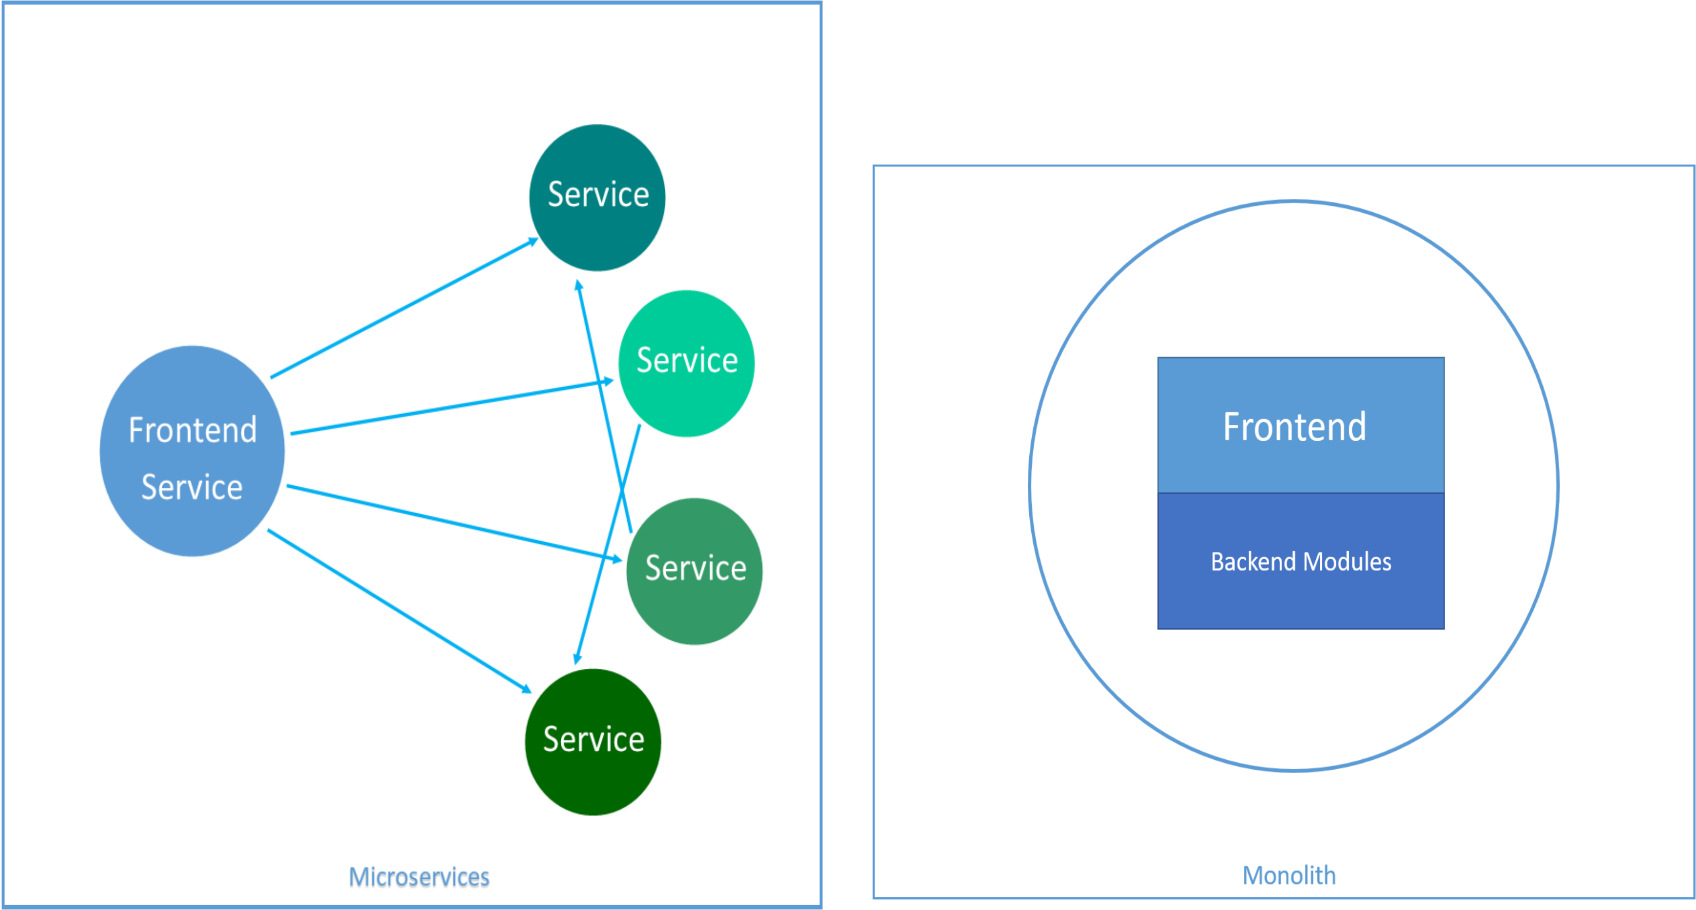 Service
Service
Frontend
Service
Service
Service
Microservices
Frontend
Backend Modules
Monolith